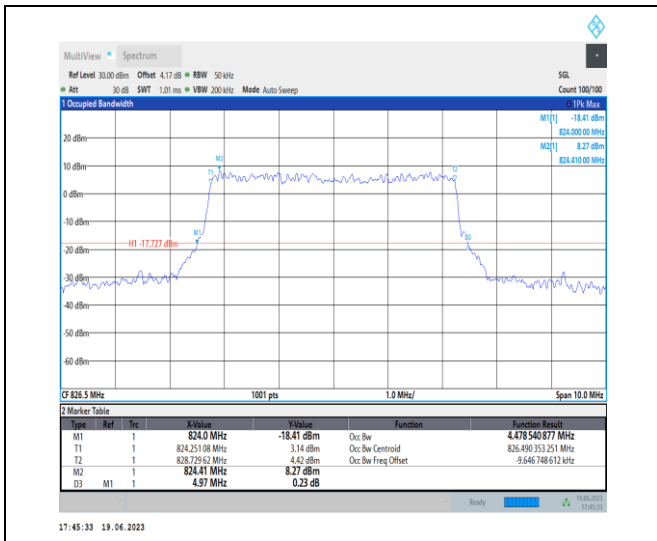 MultiView Spectrum
Ref Level 30.00 dBm Offset 4.17 dB RBW 50 kHz SGL
Att 30 dB SWT 1.01 ms VBW 200 kHz Mode Auto Sweep Count 100/100
1 Occupied Bandwidth 1Pk Max
M1[1] -18.41 dBm
824.000 00 MHz
M2[1] 8.27 dBm
824.410 00 MHz
20 dBm
M2
T1 T2
10 dBm
0 dBm
-10 dBm
M1
D3
H1 -17.727 dBm
-20 dBm
-30 dBm
-40 dBm
-50 dBm
-60 dBm
CF 826.5 MHz 1001 pts 1.0 MHz/ Span 10.0 MHz
2 Marker Table
Type Ref Trc X-Value Y-Value Function Function Result
M1 1 824.0 MHz -18.41 dBm Occ Bw 4.478 540 877 MHz
T1 1 824.251 08 MHz 3.14 dBm Occ Bw Centroid 826.490 353 251 MHz
T2 1 828.729 62 MHz 4.42 dBm Occ Bw Freq Offset -9.646 748 612 kHz
M2 1 824.41 MHz 8.27 dBm
D3 M1 1 4.97 MHz 0.23 dB
Ready 19.06.2023
17:45:33
17:45:33 19.06.2023